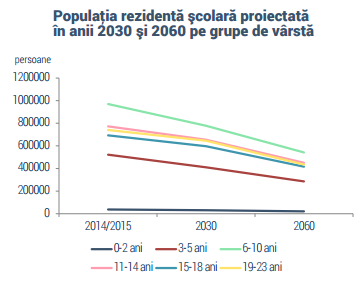 Populația rezidentă şcolară proiectată
în anii 2030 şi 2060 pe grupe de vârstă
persoane
1200000
1000000
800000
600000
400000
200000
0
2014/2015 2030 2060
0-2 ani 3-5 ani 6-10 ani
11-14 ani 15-18 ani 19-23 ani